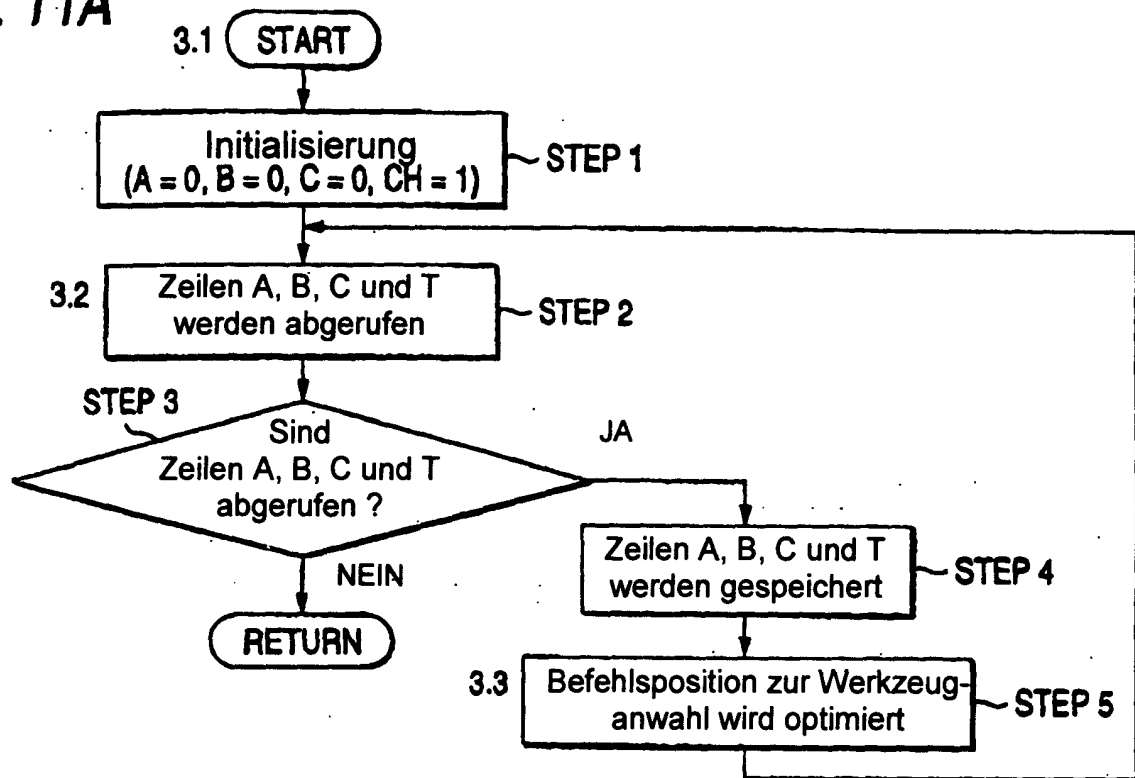 11A
3.1 START
Initialisierung
(A = 0, B = 0, C = 0, CH = 1)
STEP 1
3.2
Zeilen A, B, C und T
werden abgerufen
STEP 2
STEP 3
Sind
Zeilen A, B, C und T
abgerufen ?
JA
NEIN
RETURN
Zeilen A, B, C und T
werden gespeichert
STEP 4
3.3
Befehlsposition zur Werkzeug-
anwahl wird optimiert
STEP 5